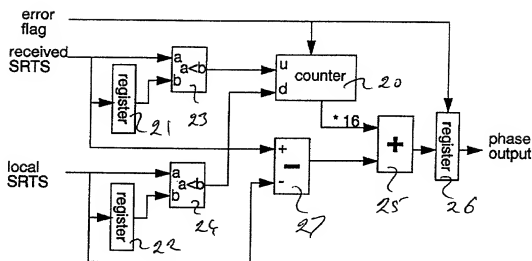 error
flag
received
SRTS
a
a<b
b
register
21
23
u
counter
d
20
* 16
+
−
+
-
27
25
register
26
phase
output
local
SRTS
a
a<b
b
register
22
24